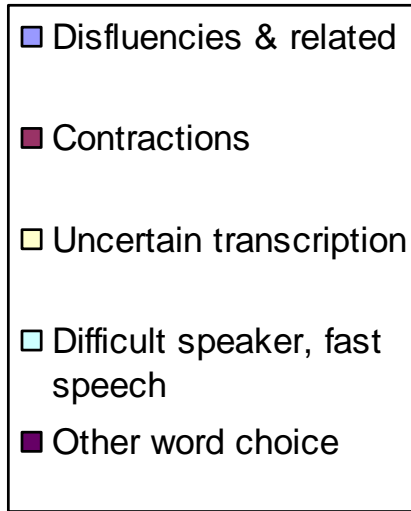 Disfluencies & related
Contractions
Uncertain transcription
Difficult speaker, fast
speech
Other word choice